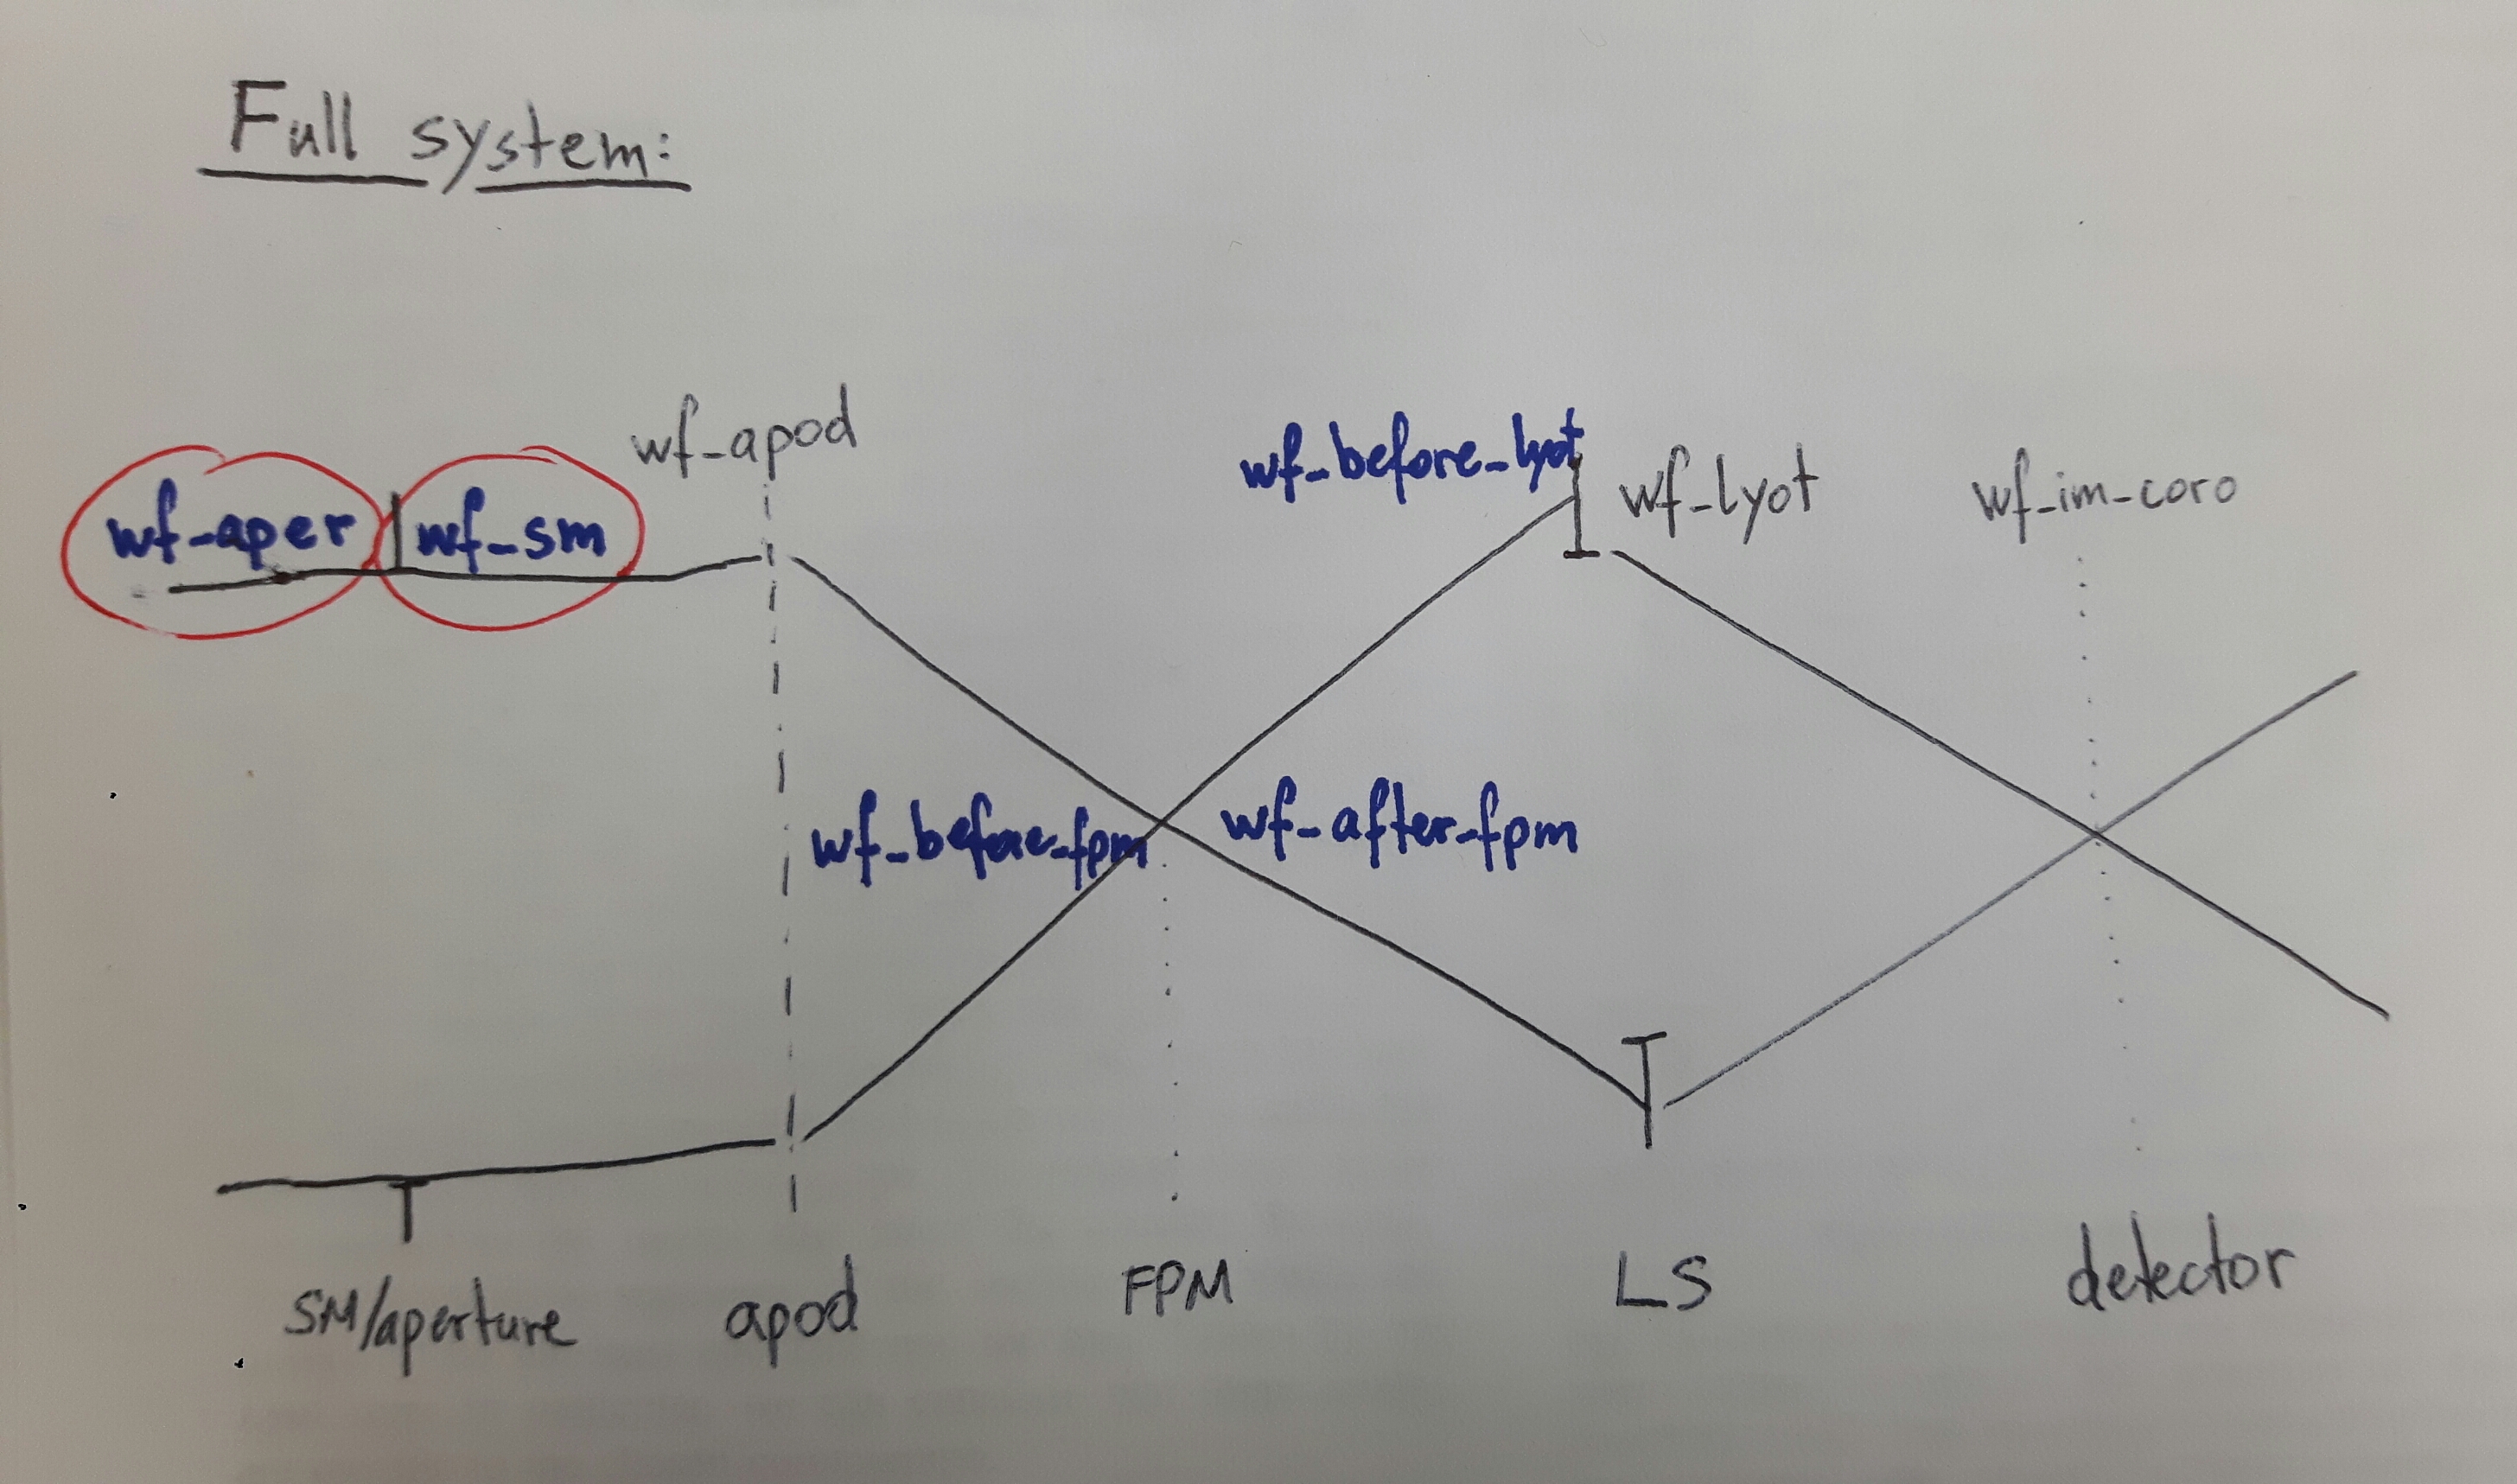 Full system:
wf-apod
wf-before-lyot
wf-lyot
wf-im-coro
wf-aper
wf-sm
wf-before-fpm
wf-after-fpm
SM/aperture
apod
FPM
LS
detector